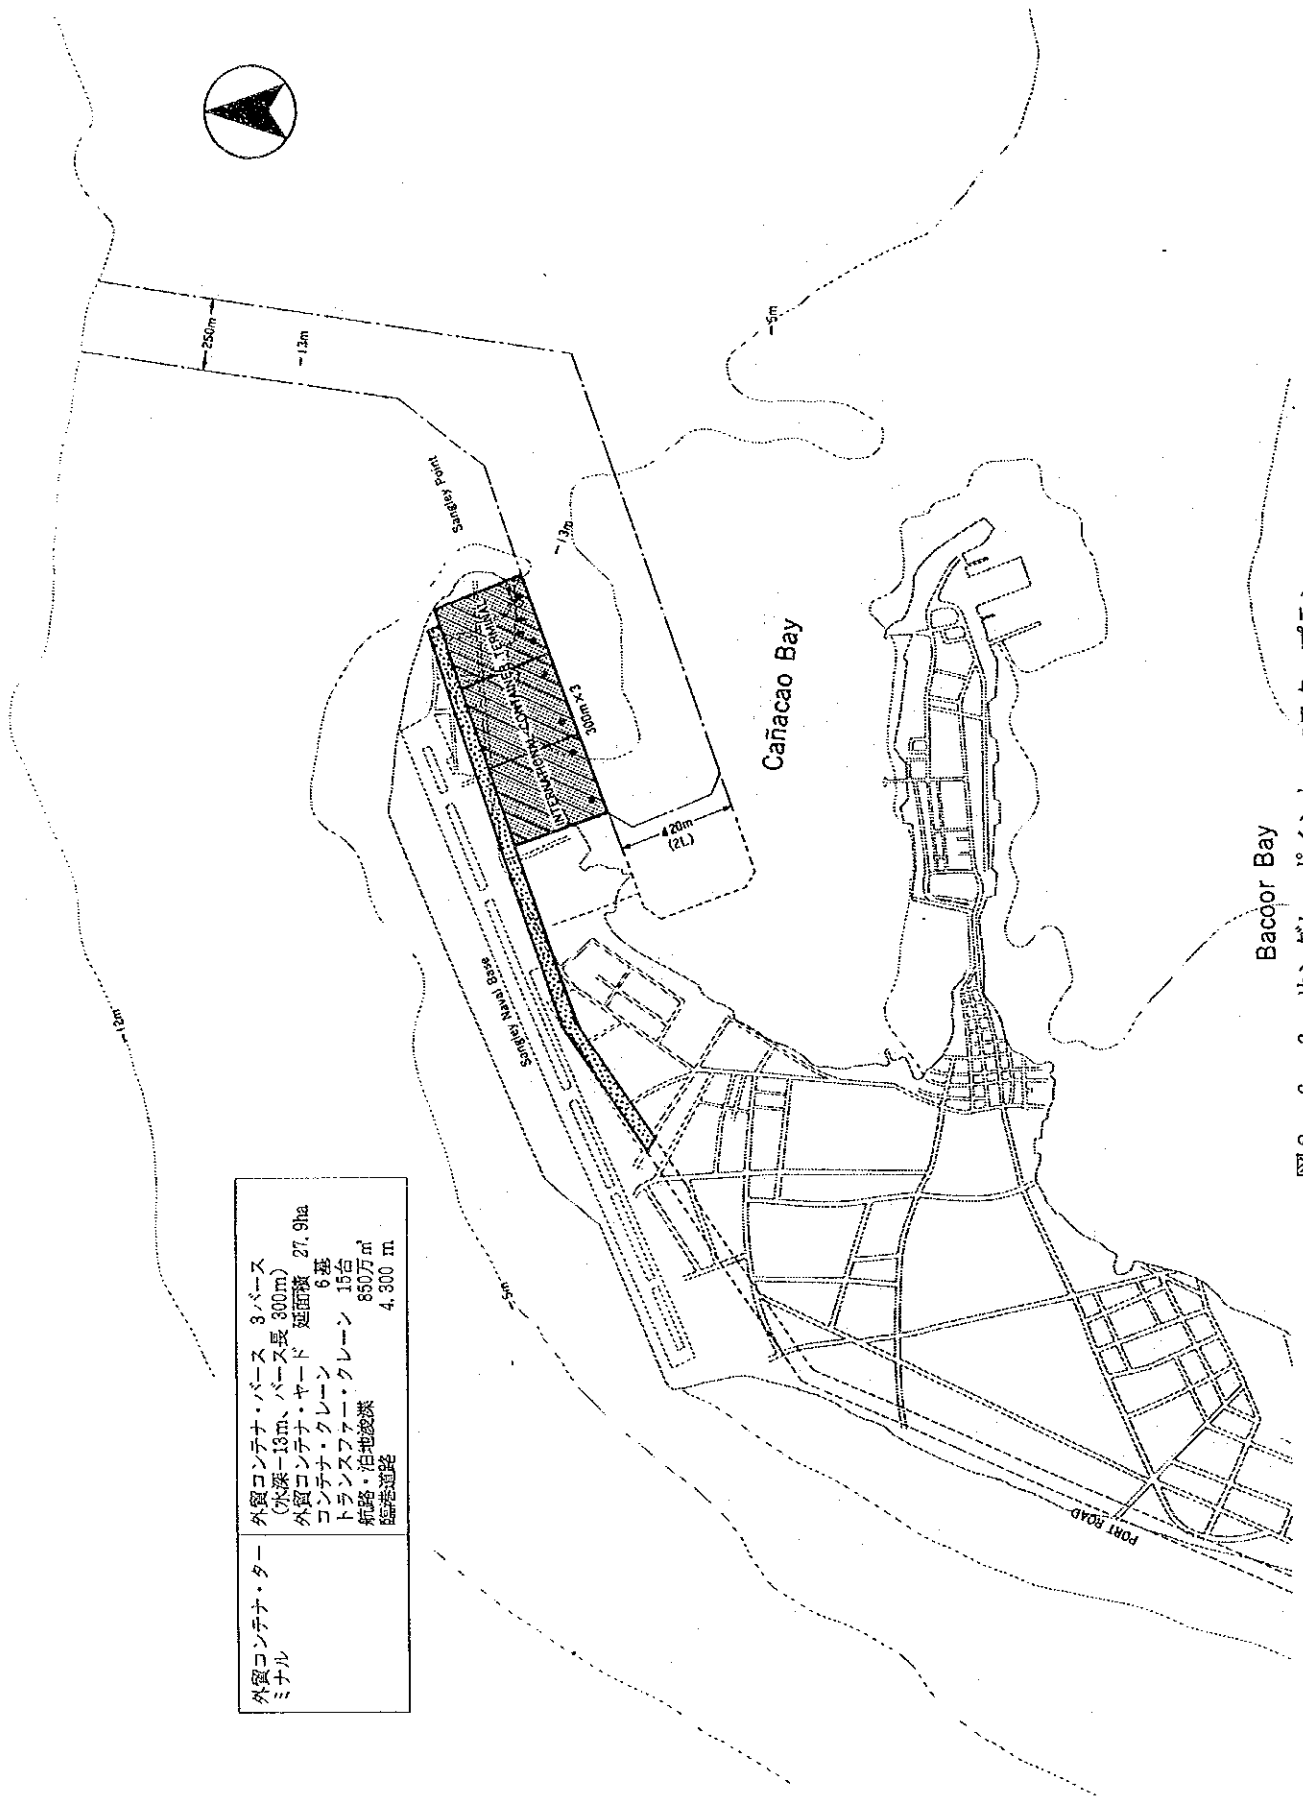 外貿コンテナ・ター
ミナル
外貿コンテナ・バース 3バース
(水深-13m、バース長 300m)
外貿コンテナ・ヤード 延面積 27.9ha
コンテナ・クレーン 6基
トランスファー・クレーン 15台
航路・泊地浚渫 850万㎥
臨港道路 4,300 m
250m
-13m
-12m
Sangley Point
-13m
-5m
INTERNATIONAL CONTAINER TERMINAL
300m×3
420m
(2L)
Cañacao Bay
Sangley Naval Base
-5m
Bacoor Bay
PORT ROAD